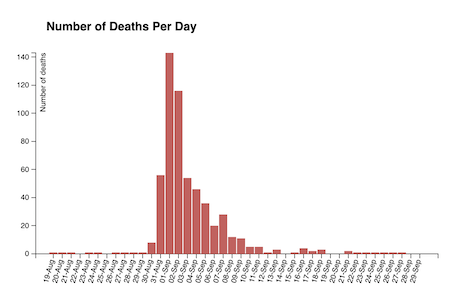 Number of Deaths Per Day
Number of deaths
140
120
100
80
60
40
20
0
19-Aug
20-Aug
21-Aug
22-Aug
23-Aug
24-Aug
25-Aug
26-Aug
27-Aug
28-Aug
29-Aug
30-Aug
31-Aug
01-Sep
02-Sep
03-Sep
04-Sep
05-Sep
06-Sep
07-Sep
08-Sep
09-Sep
10-Sep
11-Sep
12-Sep
13-Sep
14-Sep
15-Sep
16-Sep
17-Sep
18-Sep
19-Sep
20-Sep
21-Sep
22-Sep
23-Sep
24-Sep
25-Sep
26-Sep
27-Sep
28-Sep
29-Sep